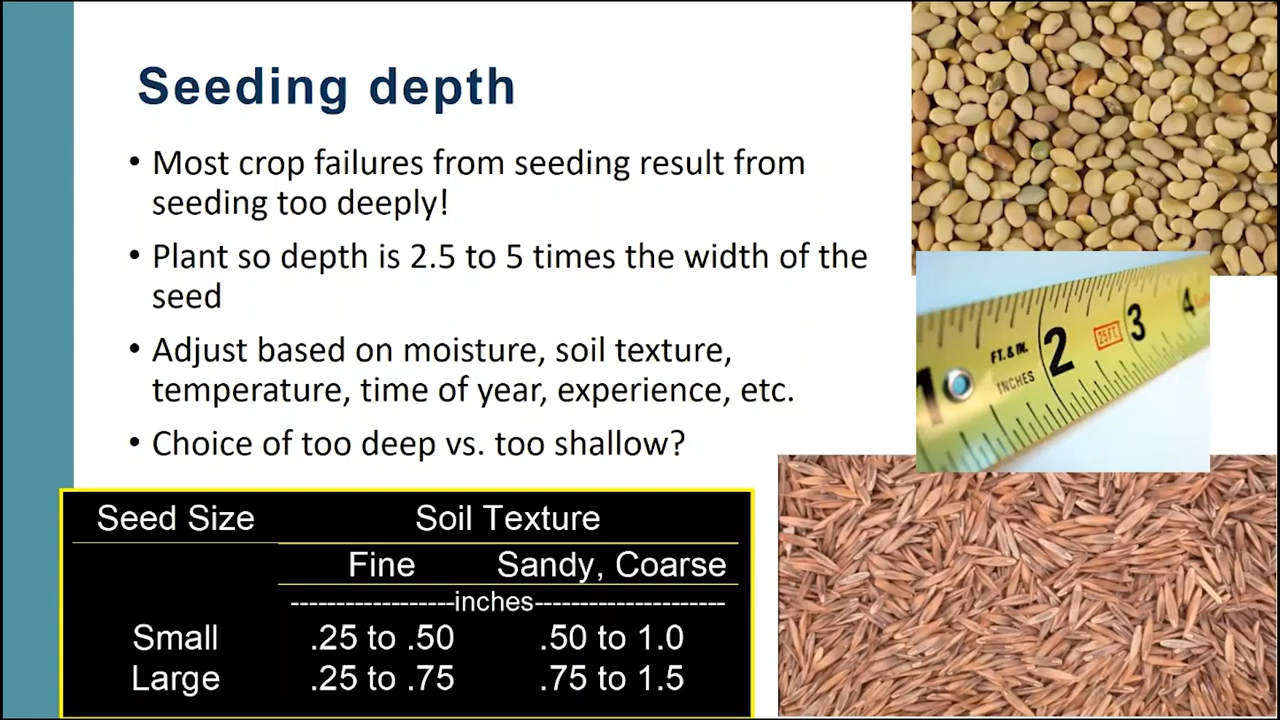 Seeding depth
• Most crop failures from seeding result from
seeding too deeply!
• Plant so depth is 2.5 to 5 times the width of the
seed
• Adjust based on moisture, soil texture,
temperature, time of year, experience, etc.
• Choice of too deep vs. too shallow?
1 FT. & IN. INCHES 2 25FT. 3 4
Seed Size Soil Texture
Fine Sandy, Coarse
------------------inches---------------------
Small .25 to .50 .50 to 1.0
Large .25 to .75 .75 to 1.5